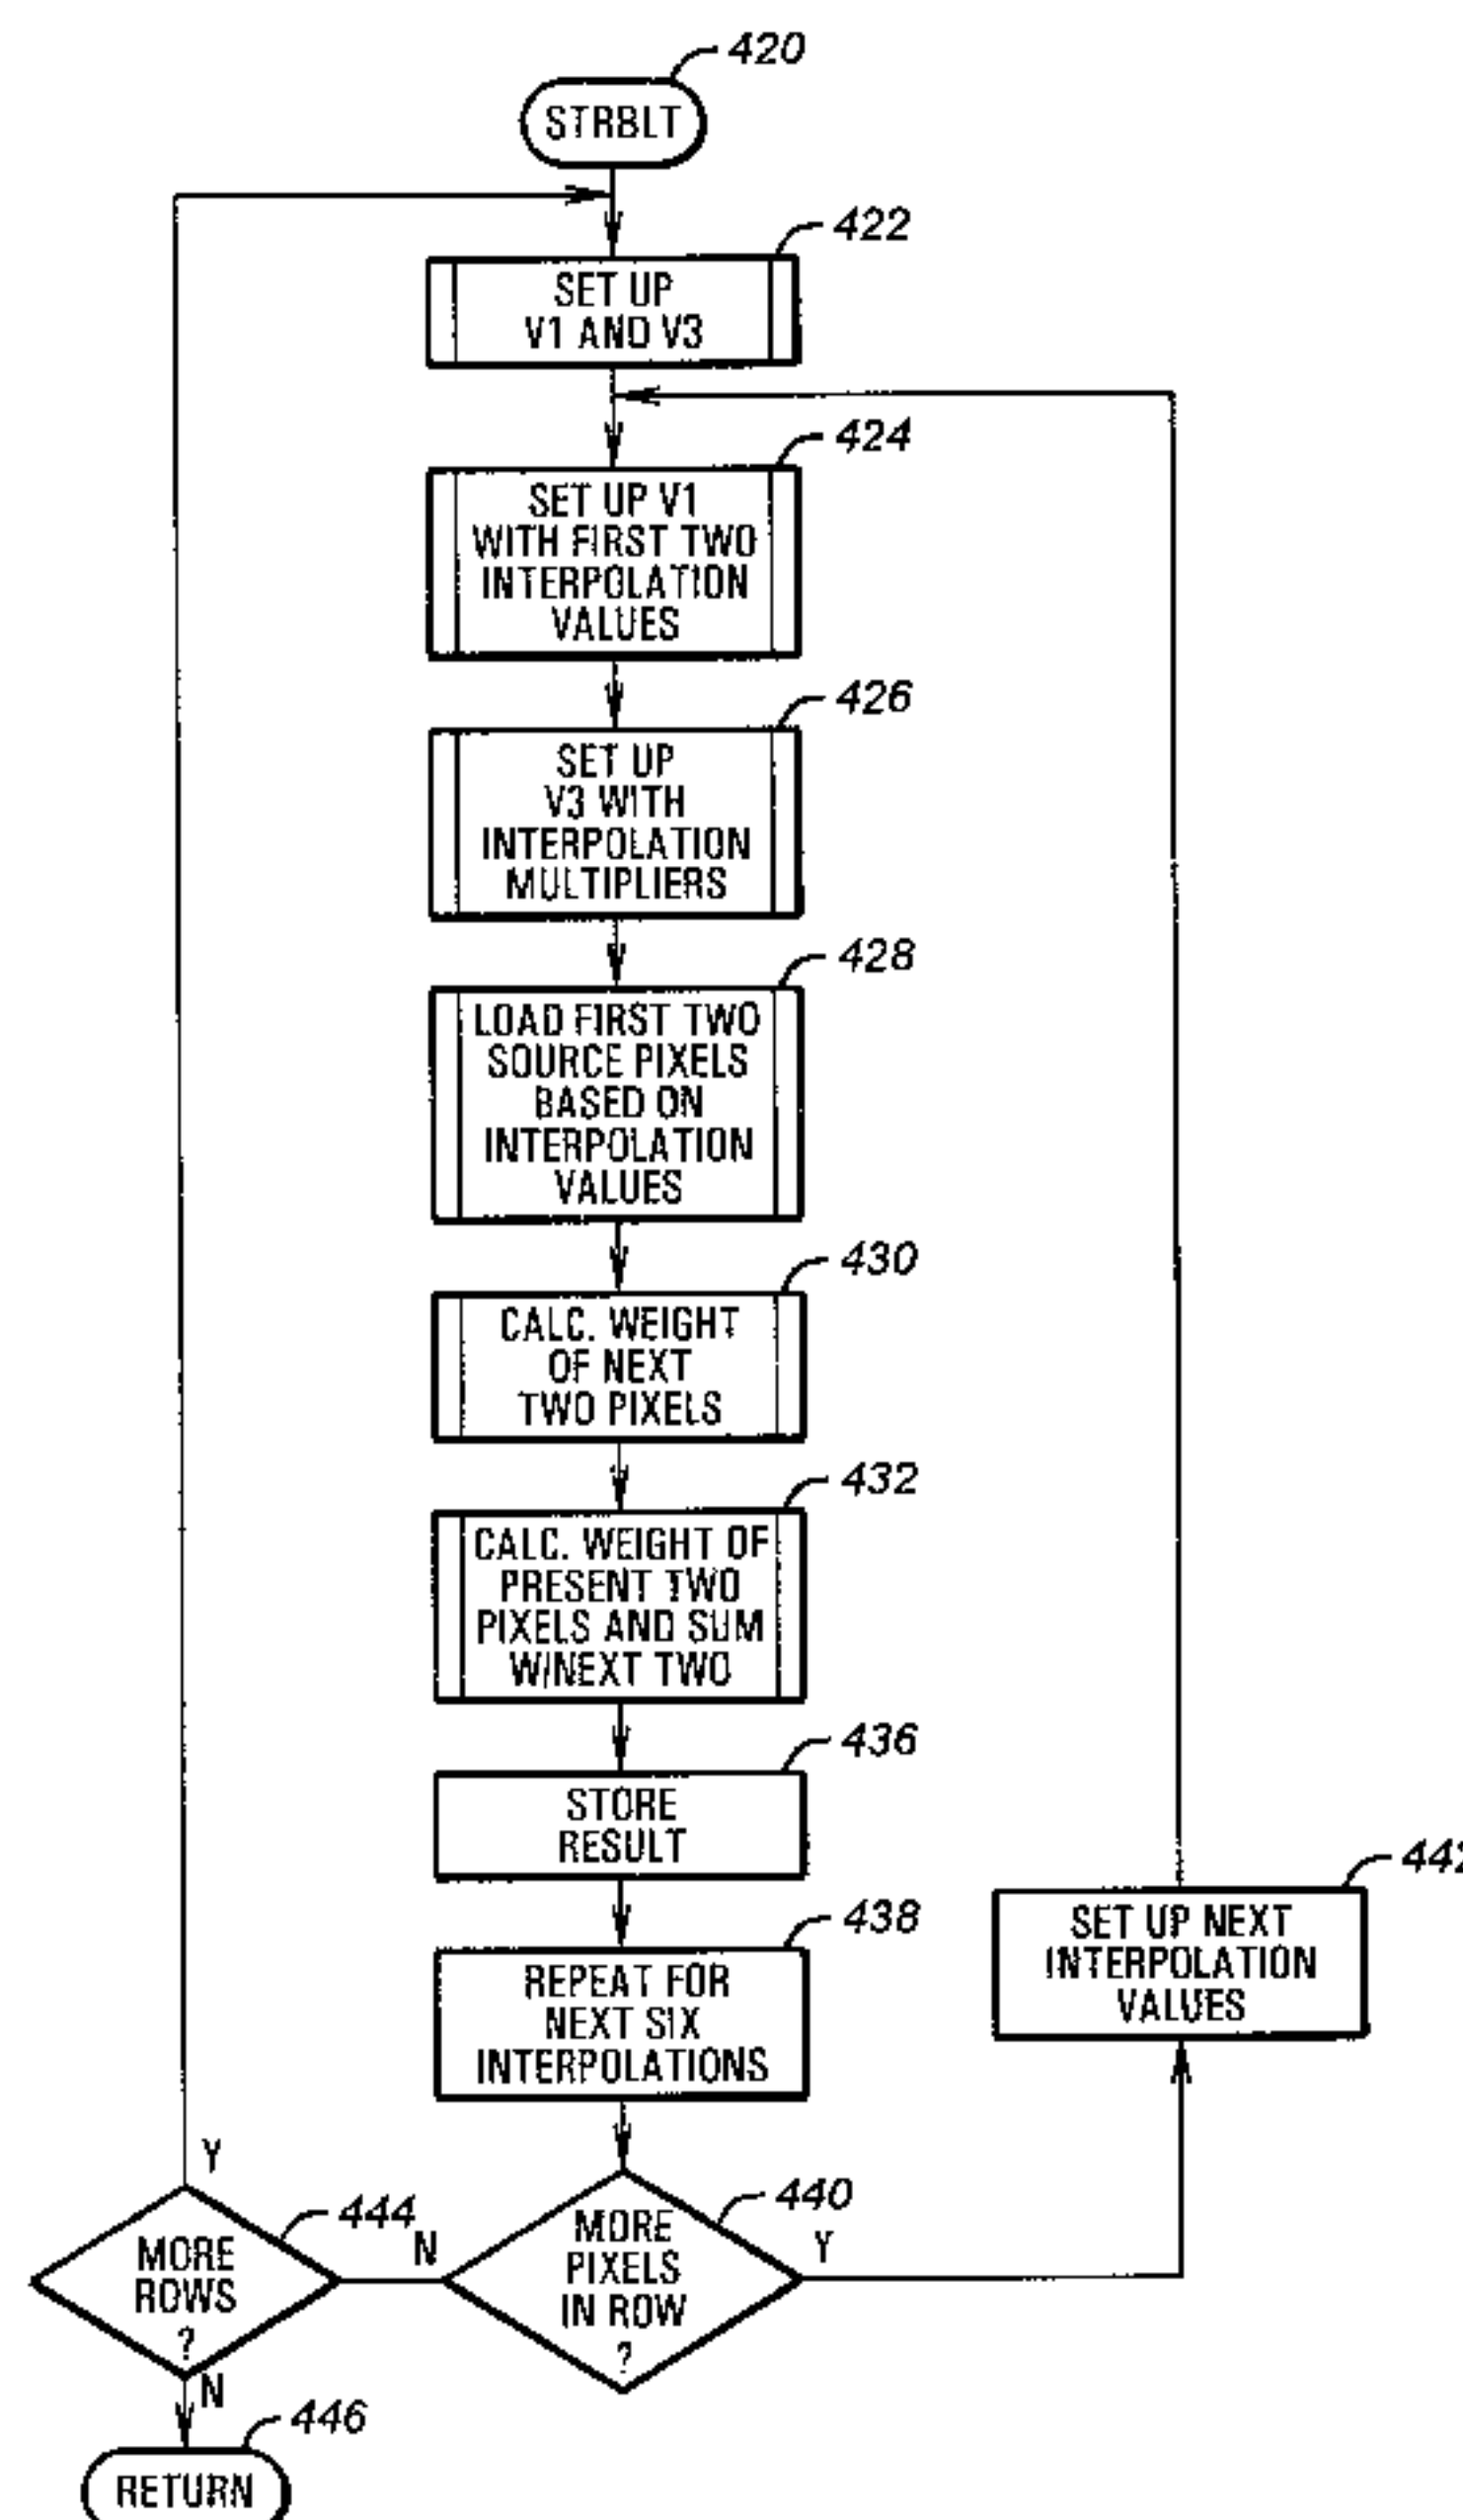 420
STRBLT
422
SET UP
V1 AND V3
424
SET UP V1
WITH FIRST TWO
INTERPOLATION
VALUES
426
SET UP
V3 WITH
INTERPOLATION
MULTIPLIERS
428
LOAD FIRST TWO
SOURCE PIXELS
BASED ON
INTERPOLATION
VALUES
430
CALC. WEIGHT
OF NEXT
TWO PIXELS
432
CALC. WEIGHT OF
PRESENT TWO
PIXELS AND SUM
W/NEXT TWO
436
STORE
RESULT
442
SET UP NEXT
INTERPOLATION
VALUES
438
REPEAT FOR
NEXT SIX
INTERPOLATIONS
440
MORE
PIXELS
IN ROW
?
Y
N
444
MORE
ROWS
?
Y
N
446
RETURN